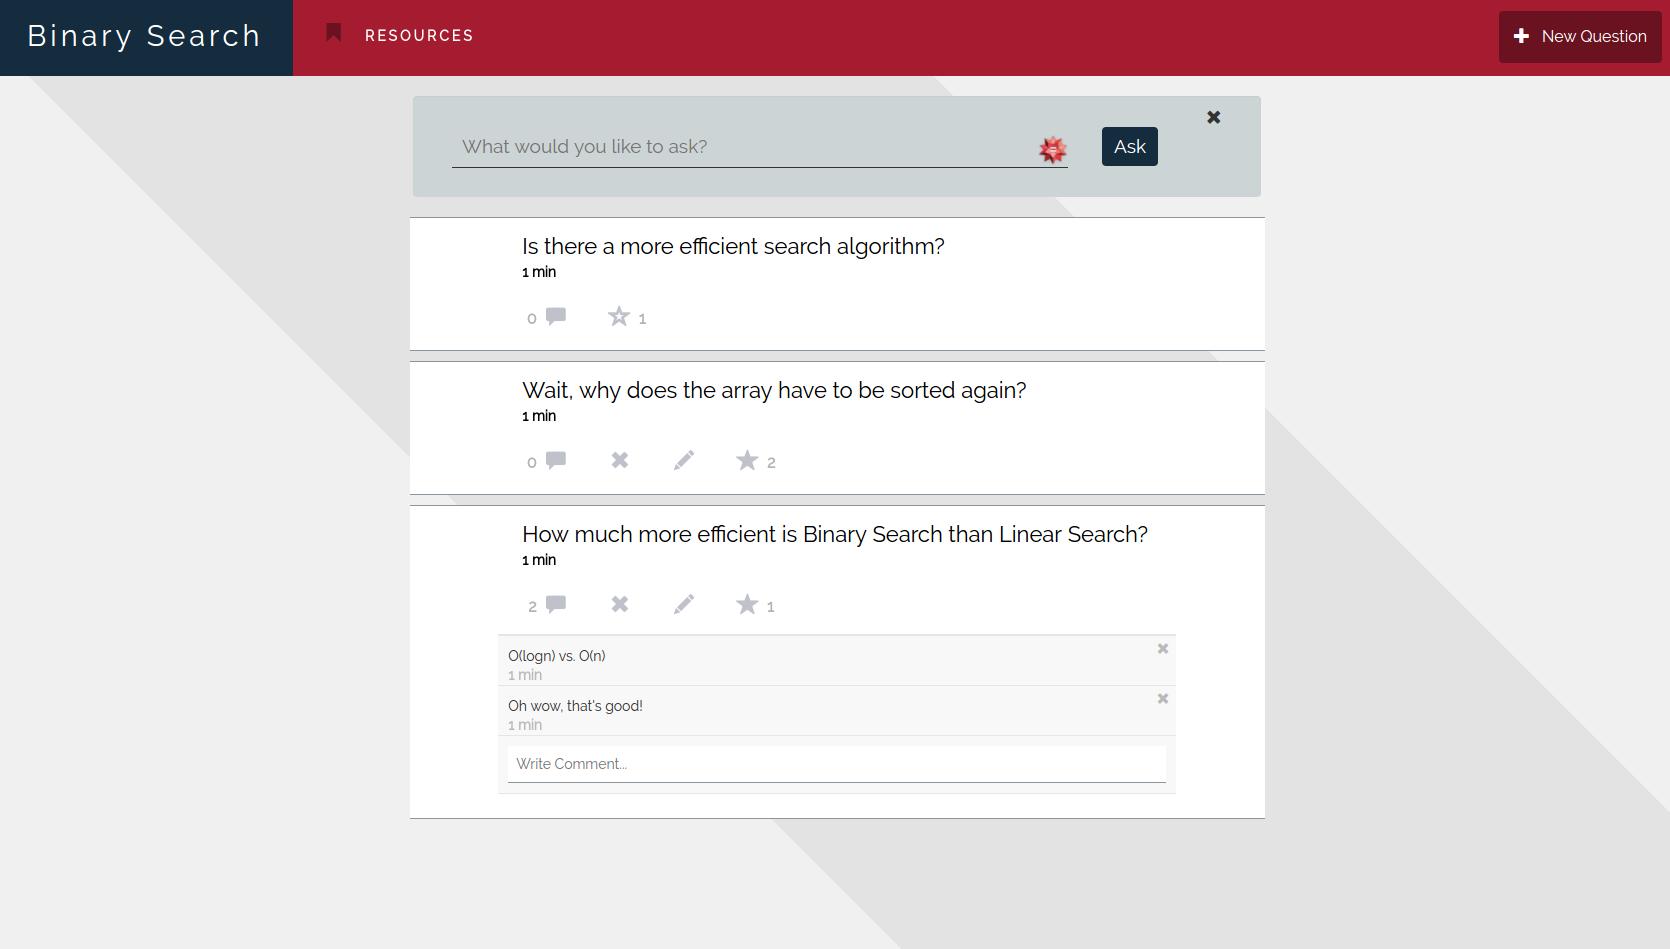 Binary Search
RESOURCES
New Question
What would you like to ask?
Ask
Is there a more efficient search algorithm?
1 min
0
1
Wait, why does the array have to be sorted again?
1 min
0
2
How much more efficient is Binary Search than Linear Search?
1 min
2
1
O(logn) vs. O(n)
1 min
Oh wow, that's good!
1 min
Write Comment...